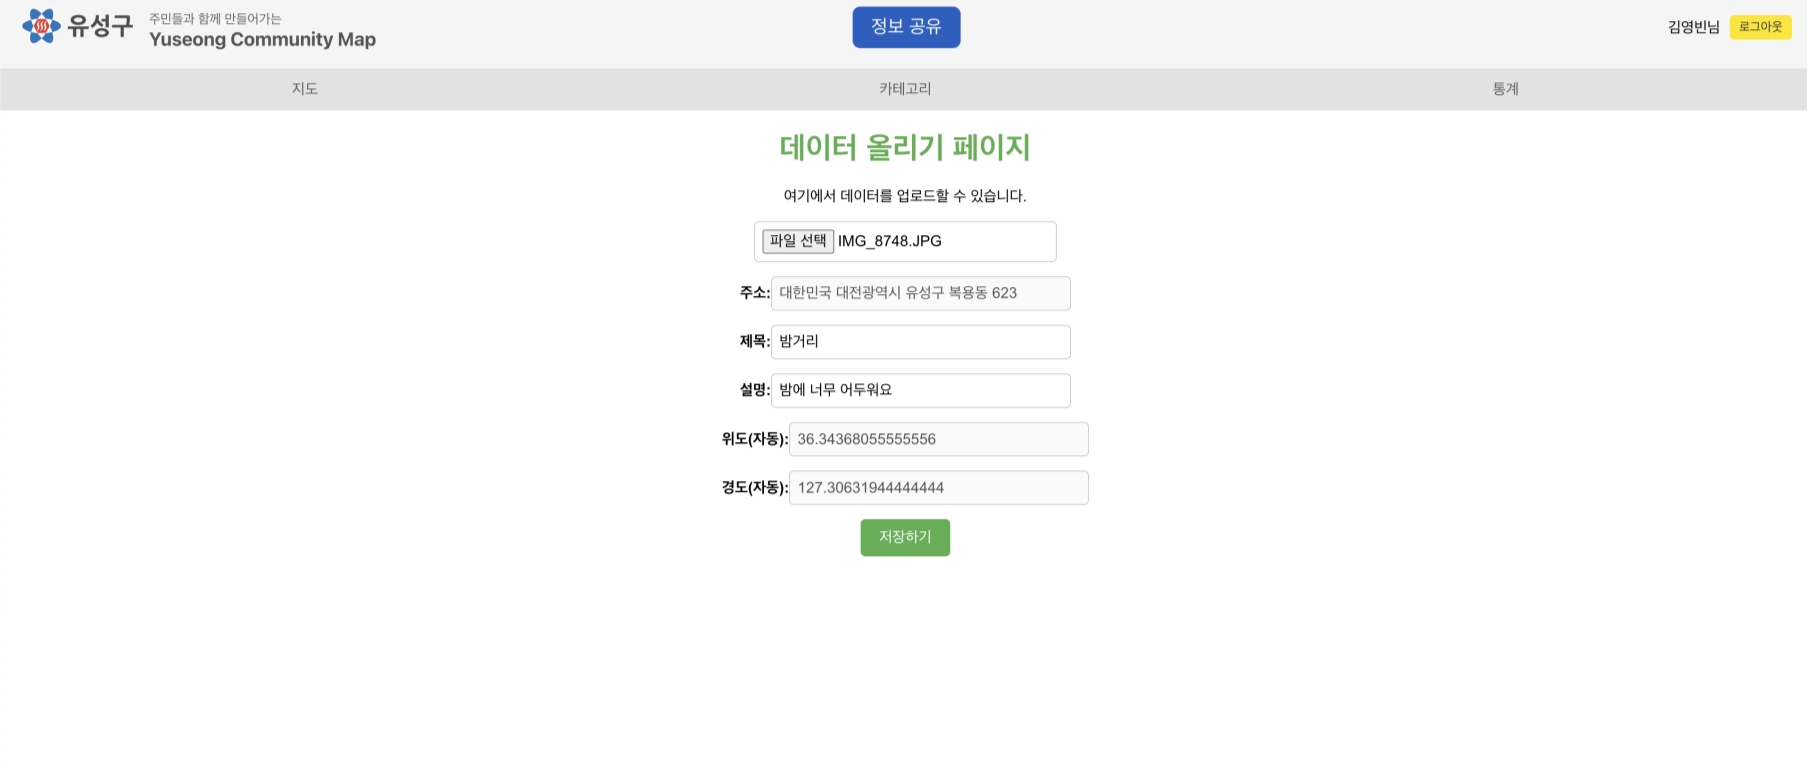 유성구
주민들과 함께 만들어가는
Yuseong Community Map
정보 공유
김영빈님 로그아웃
지도 카테고리 통계
데이터 올리기 페이지
여기에서 데이터를 업로드할 수 있습니다.
파일 선택 IMG_8748.JPG
주소: 대한민국 대전광역시 유성구 복용동 623
제목: 밤거리
설명: 밤에 너무 어두워요
위도(자동): 36.34368055555556
경도(자동): 127.30631944444444
저장하기